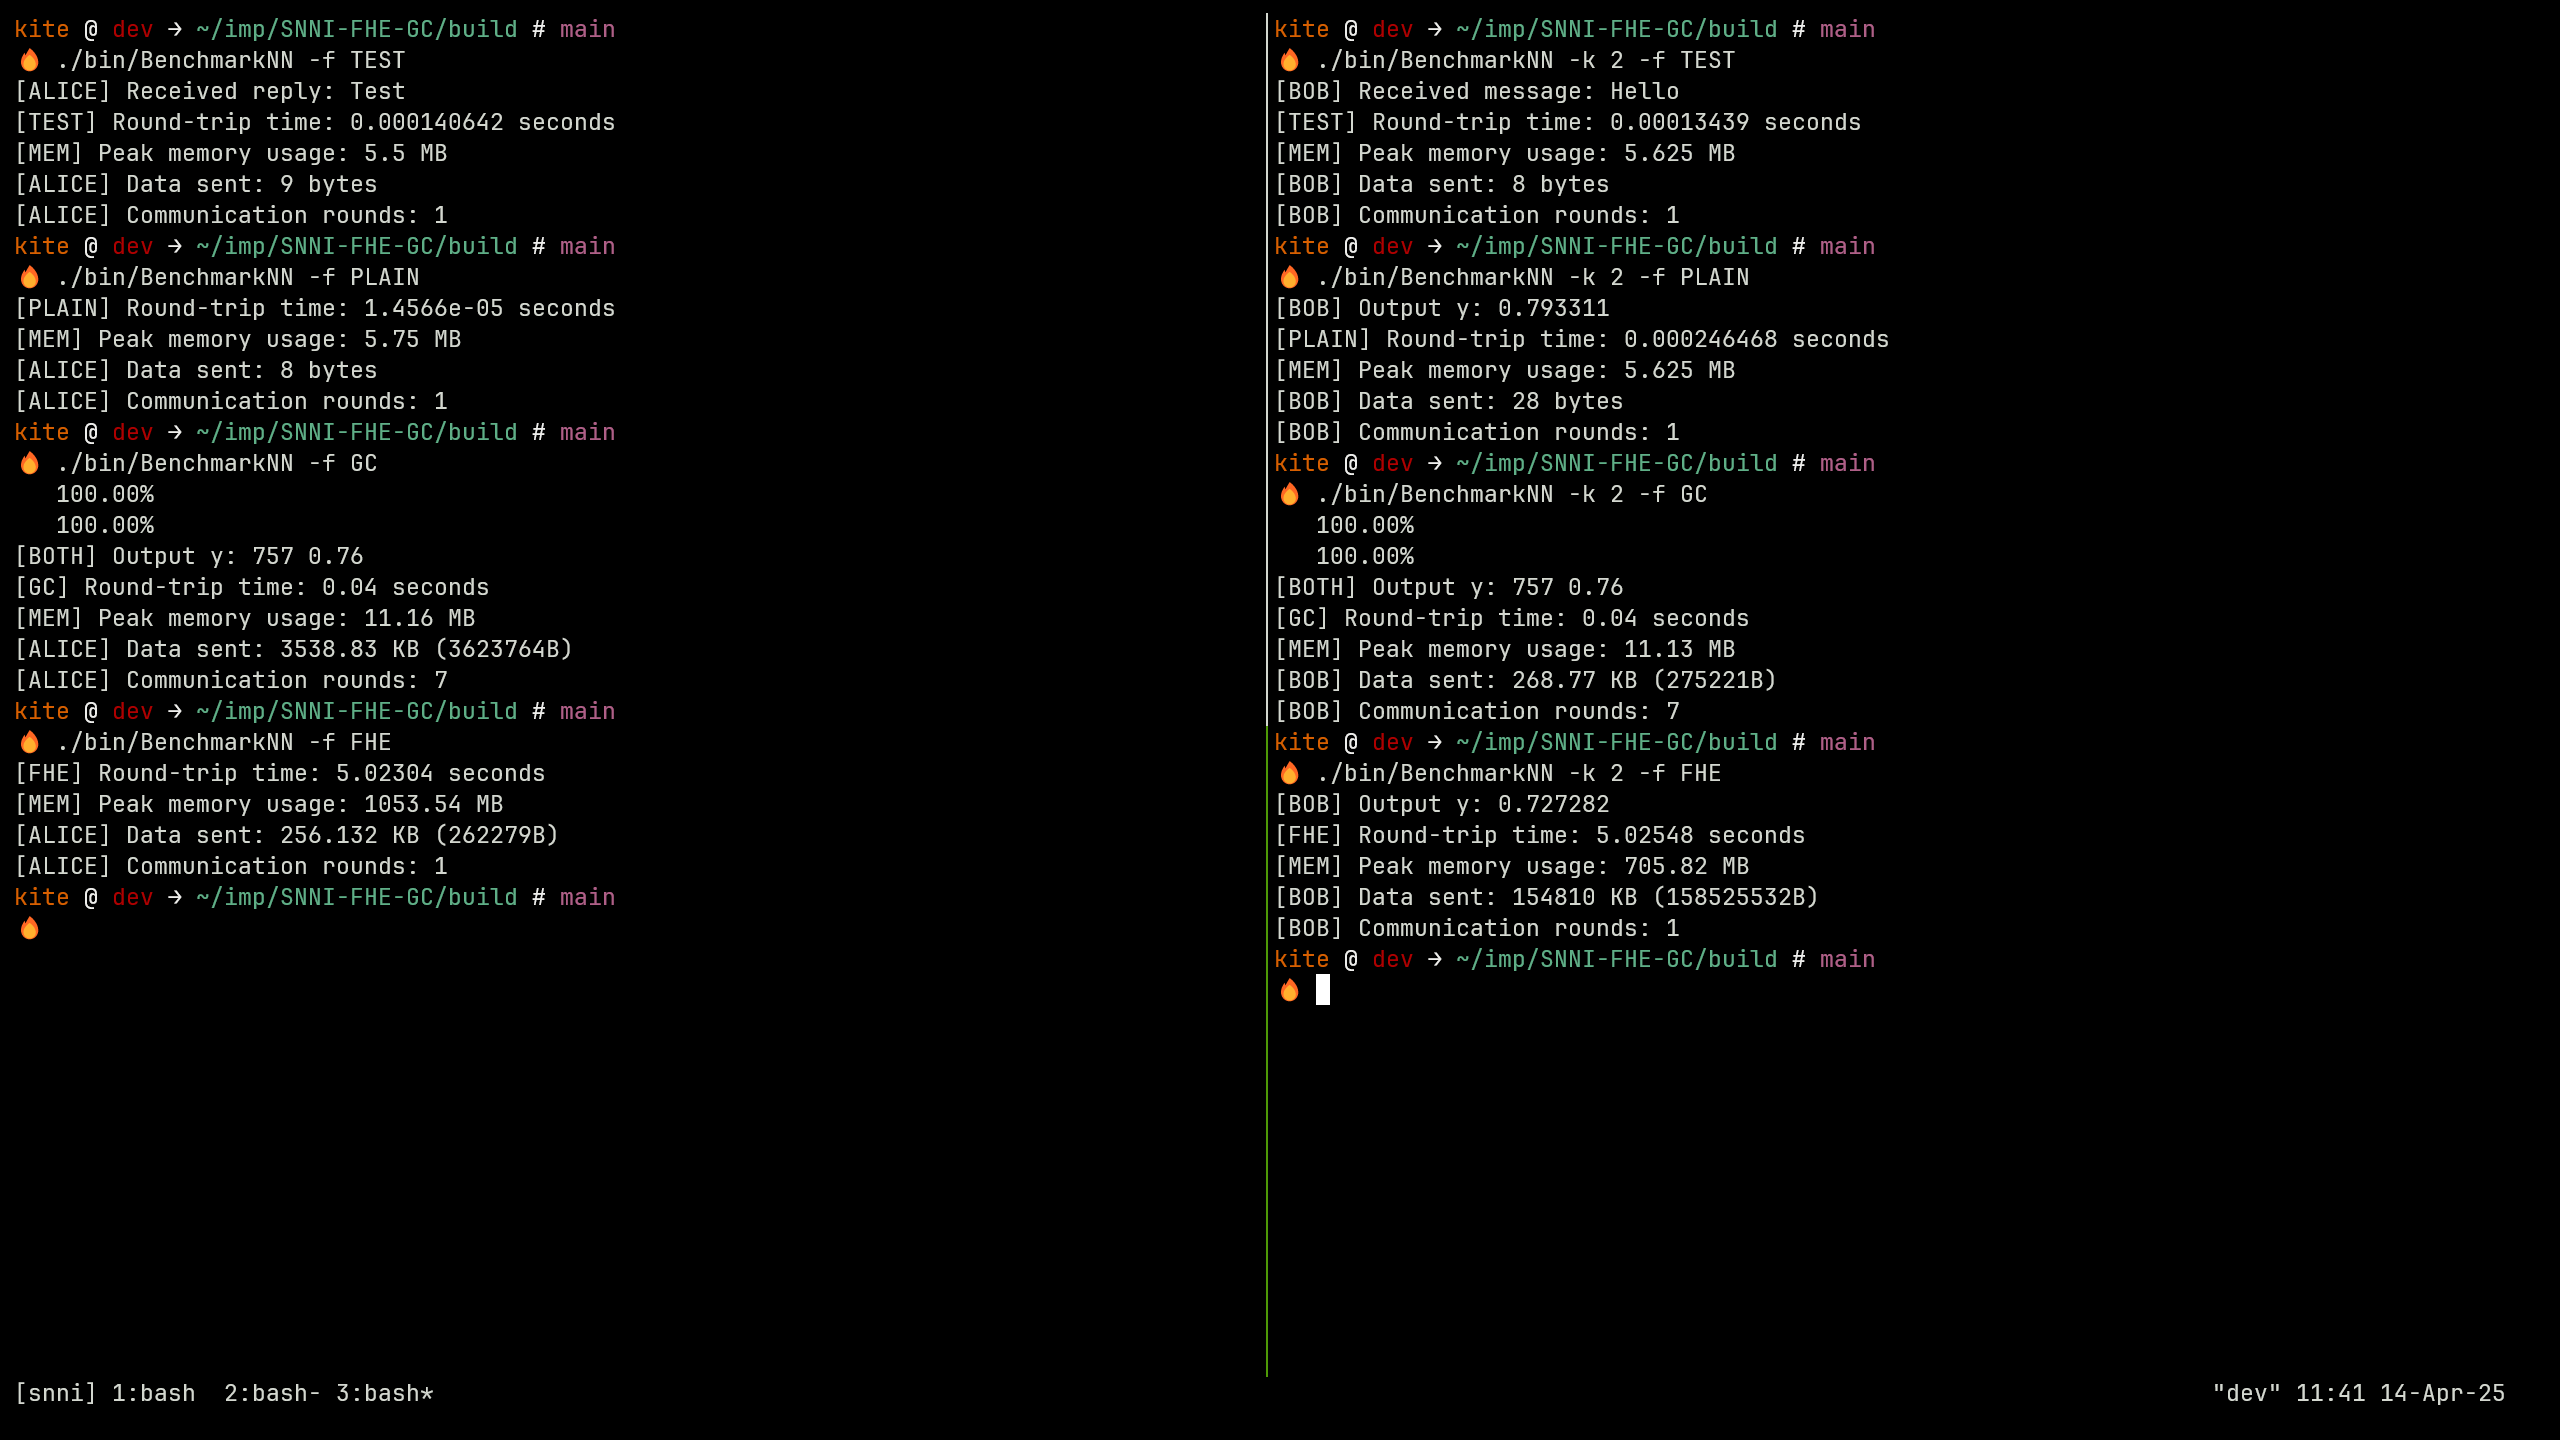 kite @ dev → ~/imp/SNNI-FHE-GC/build # main
🔥 ./bin/BenchmarkNN -f TEST
[ALICE] Received reply: Test
[TEST] Round-trip time: 0.000140642 seconds
[MEM] Peak memory usage: 5.5 MB
[ALICE] Data sent: 9 bytes
[ALICE] Communication rounds: 1
kite @ dev → ~/imp/SNNI-FHE-GC/build # main
🔥 ./bin/BenchmarkNN -f PLAIN
[PLAIN] Round-trip time: 1.4566e-05 seconds
[MEM] Peak memory usage: 5.75 MB
[ALICE] Data sent: 8 bytes
[ALICE] Communication rounds: 1
kite @ dev → ~/imp/SNNI-FHE-GC/build # main
🔥 ./bin/BenchmarkNN -f GC
100.00%
100.00%
[BOTH] Output y: 757 0.76
[GC] Round-trip time: 0.04 seconds
[MEM] Peak memory usage: 11.16 MB
[ALICE] Data sent: 3538.83 KB (3623764B)
[ALICE] Communication rounds: 7
kite @ dev → ~/imp/SNNI-FHE-GC/build # main
🔥 ./bin/BenchmarkNN -f FHE
[FHE] Round-trip time: 5.02304 seconds
[MEM] Peak memory usage: 1053.54 MB
[ALICE] Data sent: 256.132 KB (262279B)
[ALICE] Communication rounds: 1
kite @ dev → ~/imp/SNNI-FHE-GC/build # main
🔥
kite @ dev → ~/imp/SNNI-FHE-GC/build # main
🔥 ./bin/BenchmarkNN -k 2 -f TEST
[BOB] Received message: Hello
[TEST] Round-trip time: 0.00013439 seconds
[MEM] Peak memory usage: 5.625 MB
[BOB] Data sent: 8 bytes
[BOB] Communication rounds: 1
kite @ dev → ~/imp/SNNI-FHE-GC/build # main
🔥 ./bin/BenchmarkNN -k 2 -f PLAIN
[BOB] Output y: 0.793311
[PLAIN] Round-trip time: 0.000246468 seconds
[MEM] Peak memory usage: 5.625 MB
[BOB] Data sent: 28 bytes
[BOB] Communication rounds: 1
kite @ dev → ~/imp/SNNI-FHE-GC/build # main
🔥 ./bin/BenchmarkNN -k 2 -f GC
100.00%
100.00%
[BOTH] Output y: 757 0.76
[GC] Round-trip time: 0.04 seconds
[MEM] Peak memory usage: 11.13 MB
[BOB] Data sent: 268.77 KB (275221B)
[BOB] Communication rounds: 7
kite @ dev → ~/imp/SNNI-FHE-GC/build # main
🔥 ./bin/BenchmarkNN -k 2 -f FHE
[BOB] Output y: 0.727282
[FHE] Round-trip time: 5.02548 seconds
[MEM] Peak memory usage: 705.82 MB
[BOB] Data sent: 154810 KB (158525532B)
[BOB] Communication rounds: 1
kite @ dev → ~/imp/SNNI-FHE-GC/build # main
🔥
[snni] 1:bash  2:bash- 3:bash* "dev" 11:41 14-Apr-25